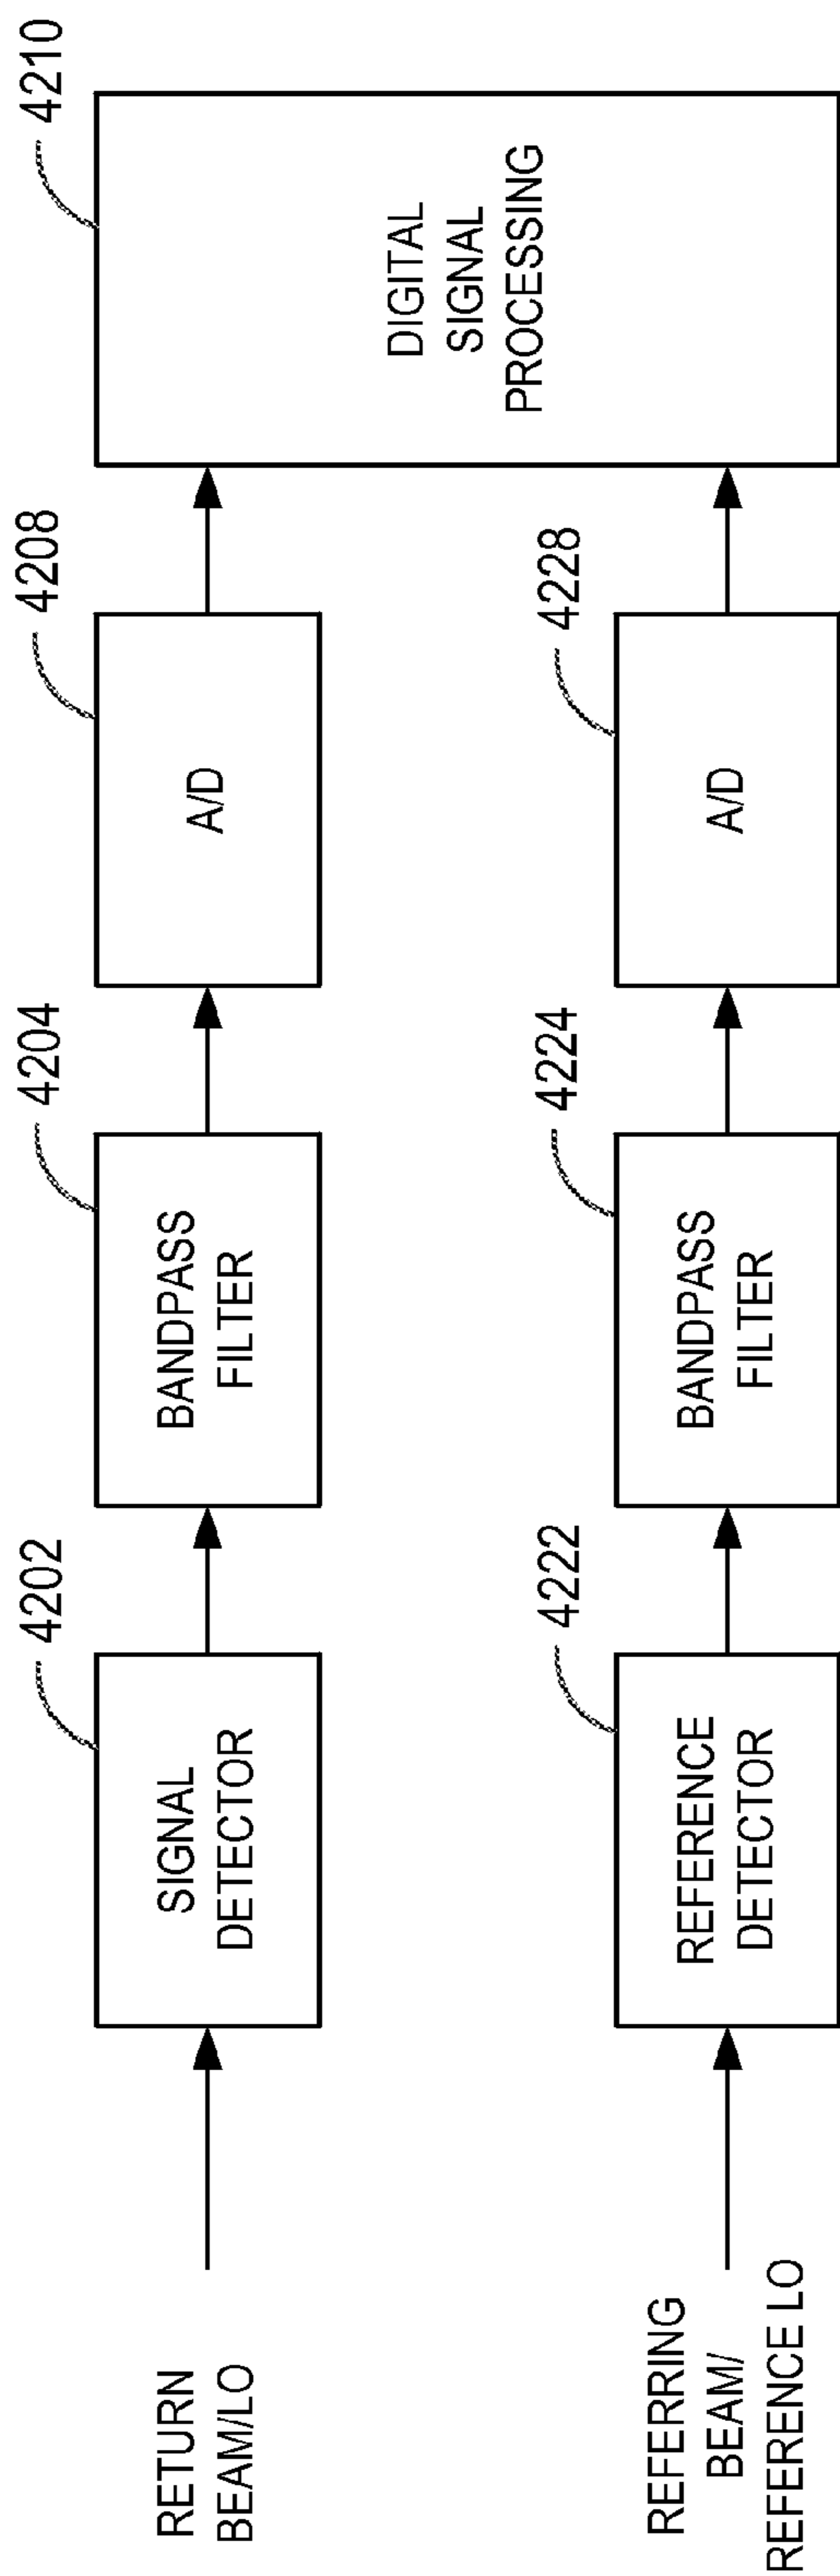 RETURN
BEAM/LO
4202
SIGNAL
DETECTOR
4204
BANDPASS
FILTER
4208
A/D
4210
DIGITAL
SIGNAL
PROCESSING
REFERRING
BEAM/
REFERENCE LO
4222
REFERENCE
DETECTOR
4224
BANDPASS
FILTER
4228
A/D